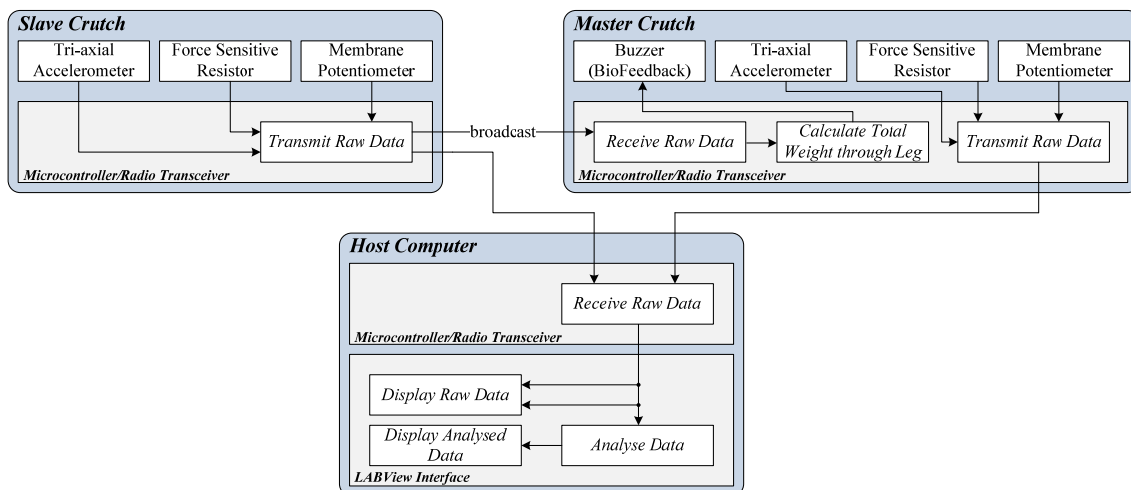 Slave Crutch
Tri-axial
Accelerometer
Force Sensitive
Resistor
Membrane
Potentiometer
Transmit Raw Data
Microcontroller/Radio Transceiver
broadcast
Master Crutch
Buzzer
(BioFeedback)
Tri-axial
Accelerometer
Force Sensitive
Resistor
Membrane
Potentiometer
Receive Raw Data
Calculate Total
Weight through Leg
Transmit Raw Data
Microcontroller/Radio Transceiver
Host Computer
Receive Raw Data
Microcontroller/Radio Transceiver
Display Raw Data
Display Analysed
Data
Analyse Data
LABView Interface